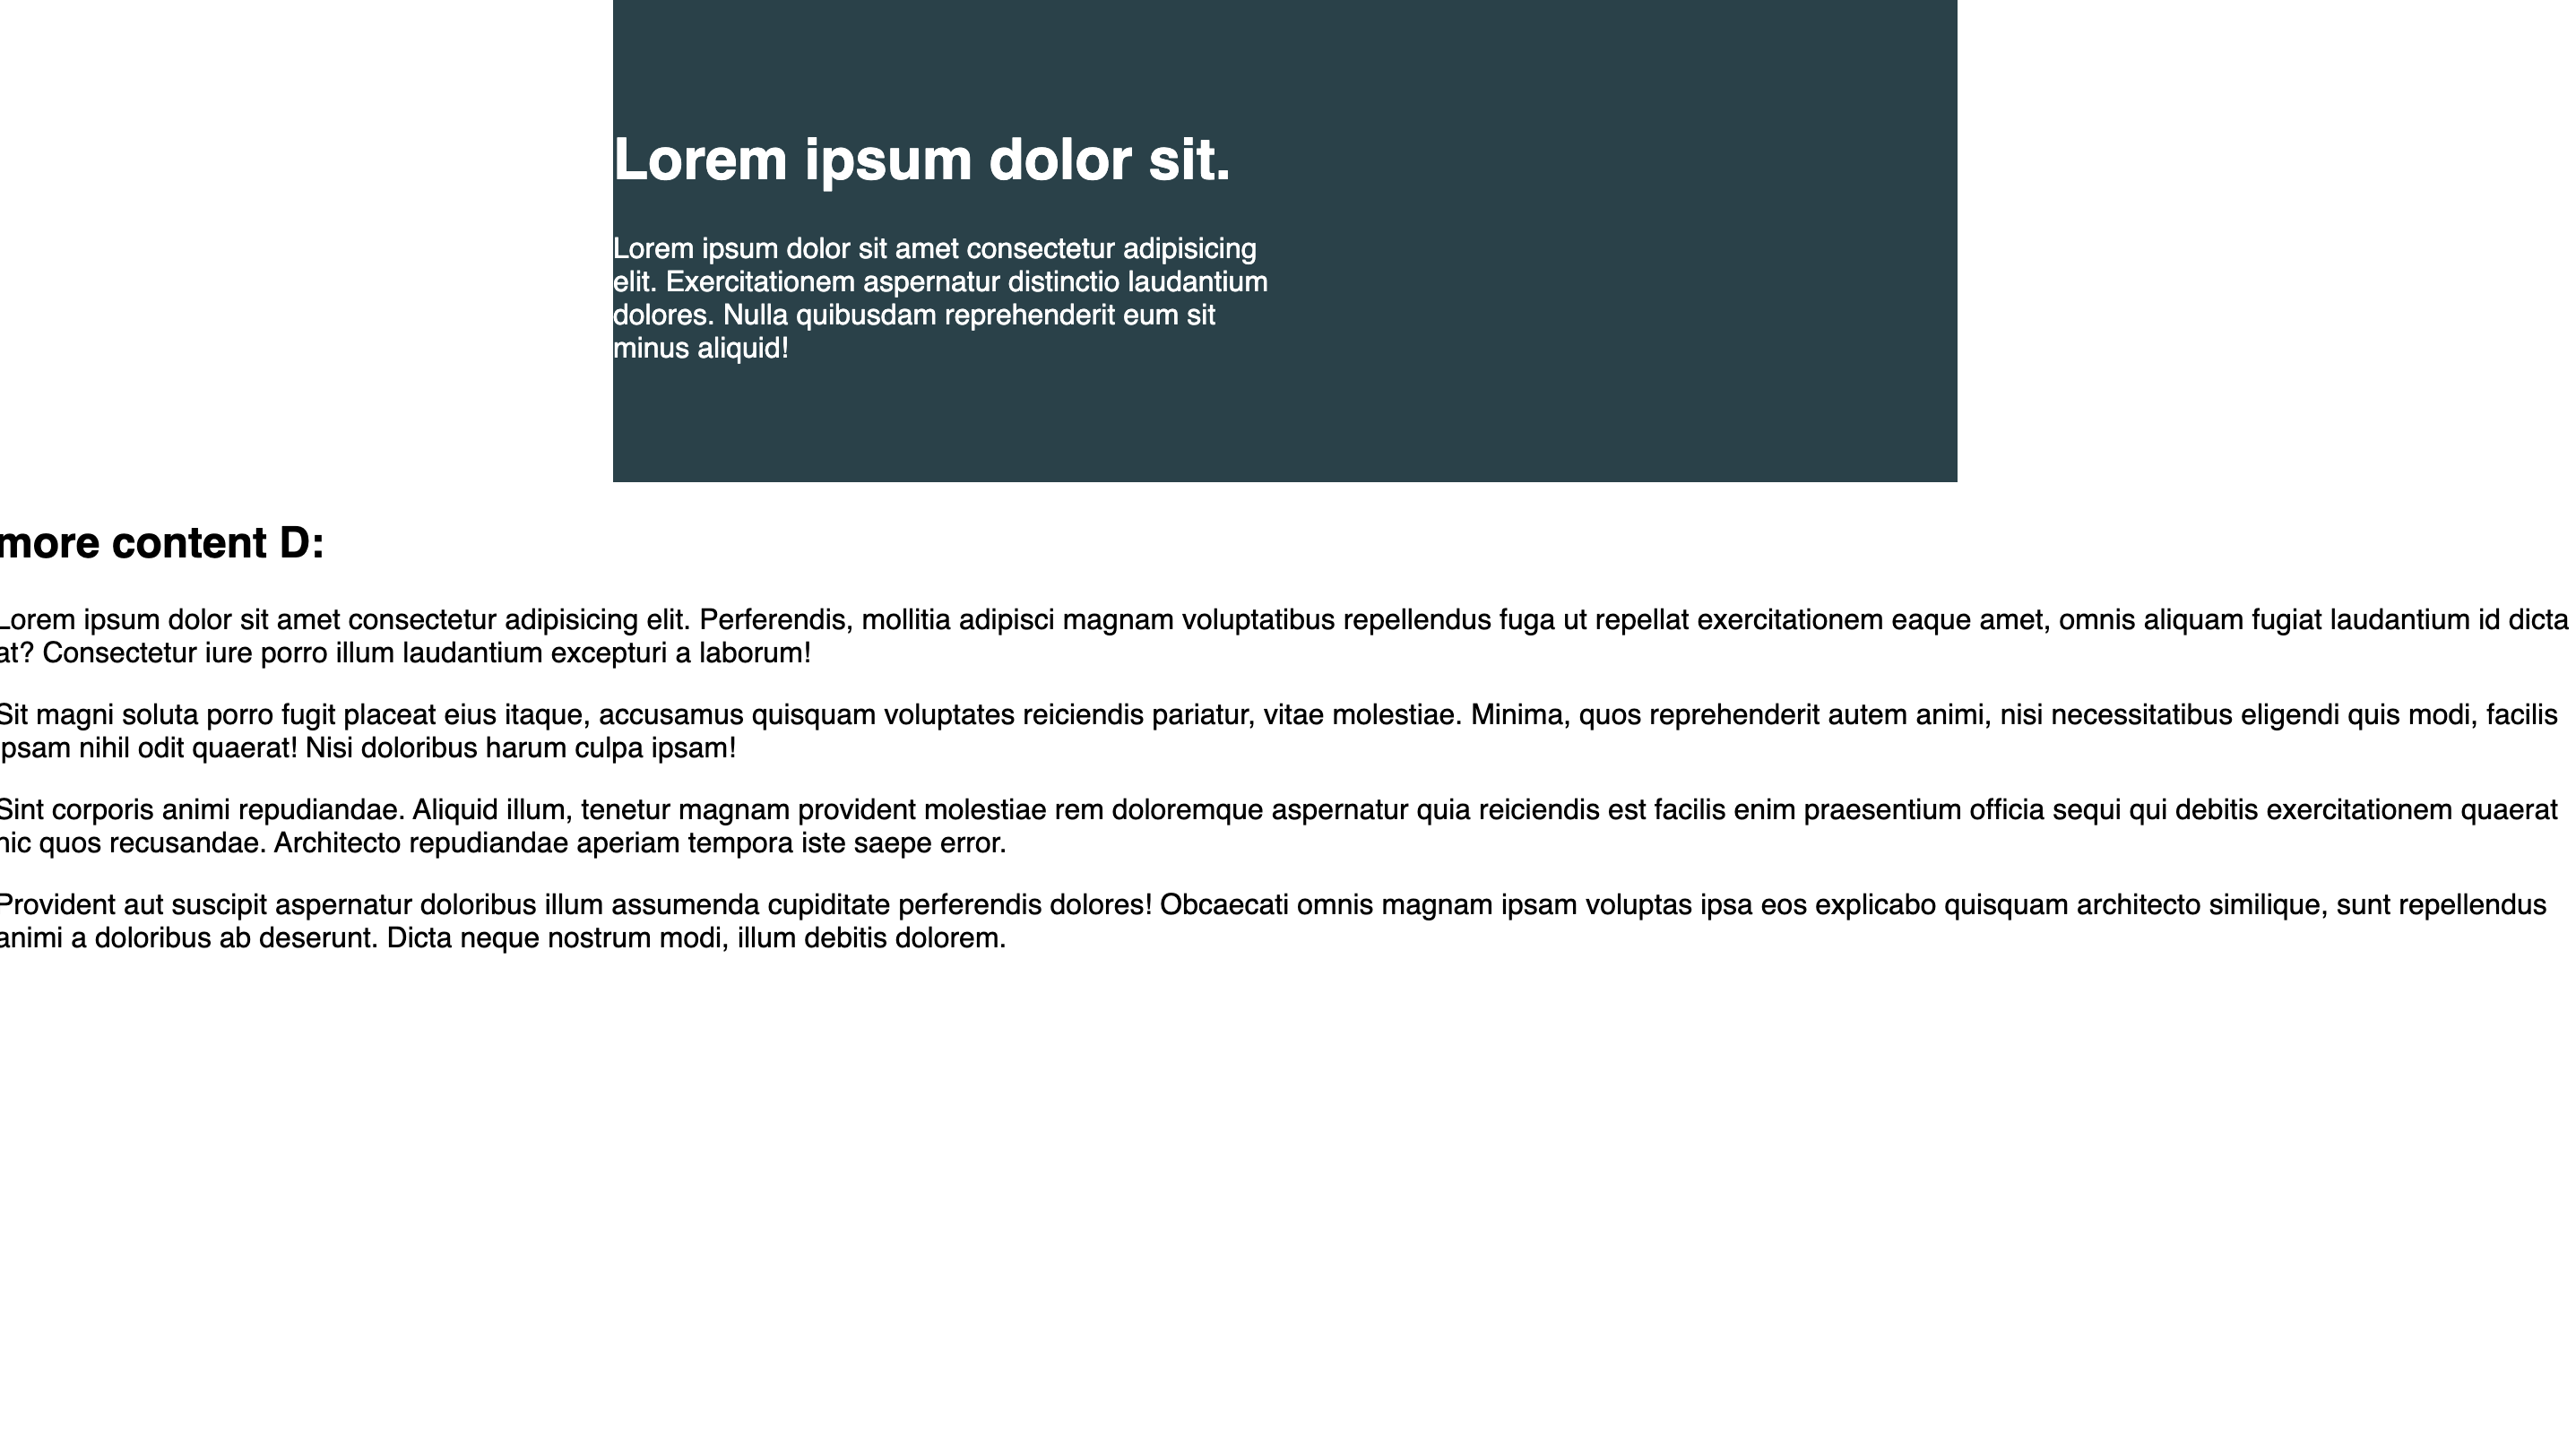 Lorem ipsum dolor sit.
Lorem ipsum dolor sit amet consectetur adipisicing
elit. Exercitationem aspernatur distinctio laudantium
dolores. Nulla quibusdam reprehenderit eum sit
minus aliquid!
more content D:
Lorem ipsum dolor sit amet consectetur adipisicing elit. Perferendis, mollitia adipisci magnam voluptatibus repellendus fuga ut repellat exercitationem eaque amet, omnis aliquam fugiat laudantium id dicta
at? Consectetur iure porro illum laudantium excepturi a laborum!
Sit magni soluta porro fugit placeat eius itaque, accusamus quisquam voluptates reiciendis pariatur, vitae molestiae. Minima, quos reprehenderit autem animi, nisi necessitatibus eligendi quis modi, facilis
ipsam nihil odit quaerat! Nisi doloribus harum culpa ipsam!
Sint corporis animi repudiandae. Aliquid illum, tenetur magnam provident molestiae rem doloremque aspernatur quia reiciendis est facilis enim praesentium officia sequi qui debitis exercitationem quaerat
hic quos recusandae. Architecto repudiandae aperiam tempora iste saepe error.
Provident aut suscipit aspernatur doloribus illum assumenda cupiditate perferendis dolores! Obcaecati omnis magnam ipsam voluptas ipsa eos explicabo quisquam architecto similique, sunt repellendus
animi a doloribus ab deserunt. Dicta neque nostrum modi, illum debitis dolorem.